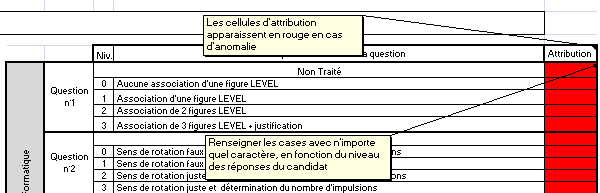 Les cellules d'attribution
apparaissent en rouge en cas
d'anomalie
Niv.
a question
Attribution
Non Traité
Question
n°1
0 Aucune association d'une figure LEVEL
1 Association d'une figure LEVEL
2 Association de 2 figures LEVEL
3 Association de 3 figures LEVEL + justification
Renseigner les cases avec n'importe
quel caractère, en fonction du niveau
des réponses du candidat
Question
n°2
0 Sens de rotation faux
ns
1 Sens de rotation faux
2 Sens de rotation juste
ons
3 Sens de rotation juste et détermination du nombre d'impulsions
formatique